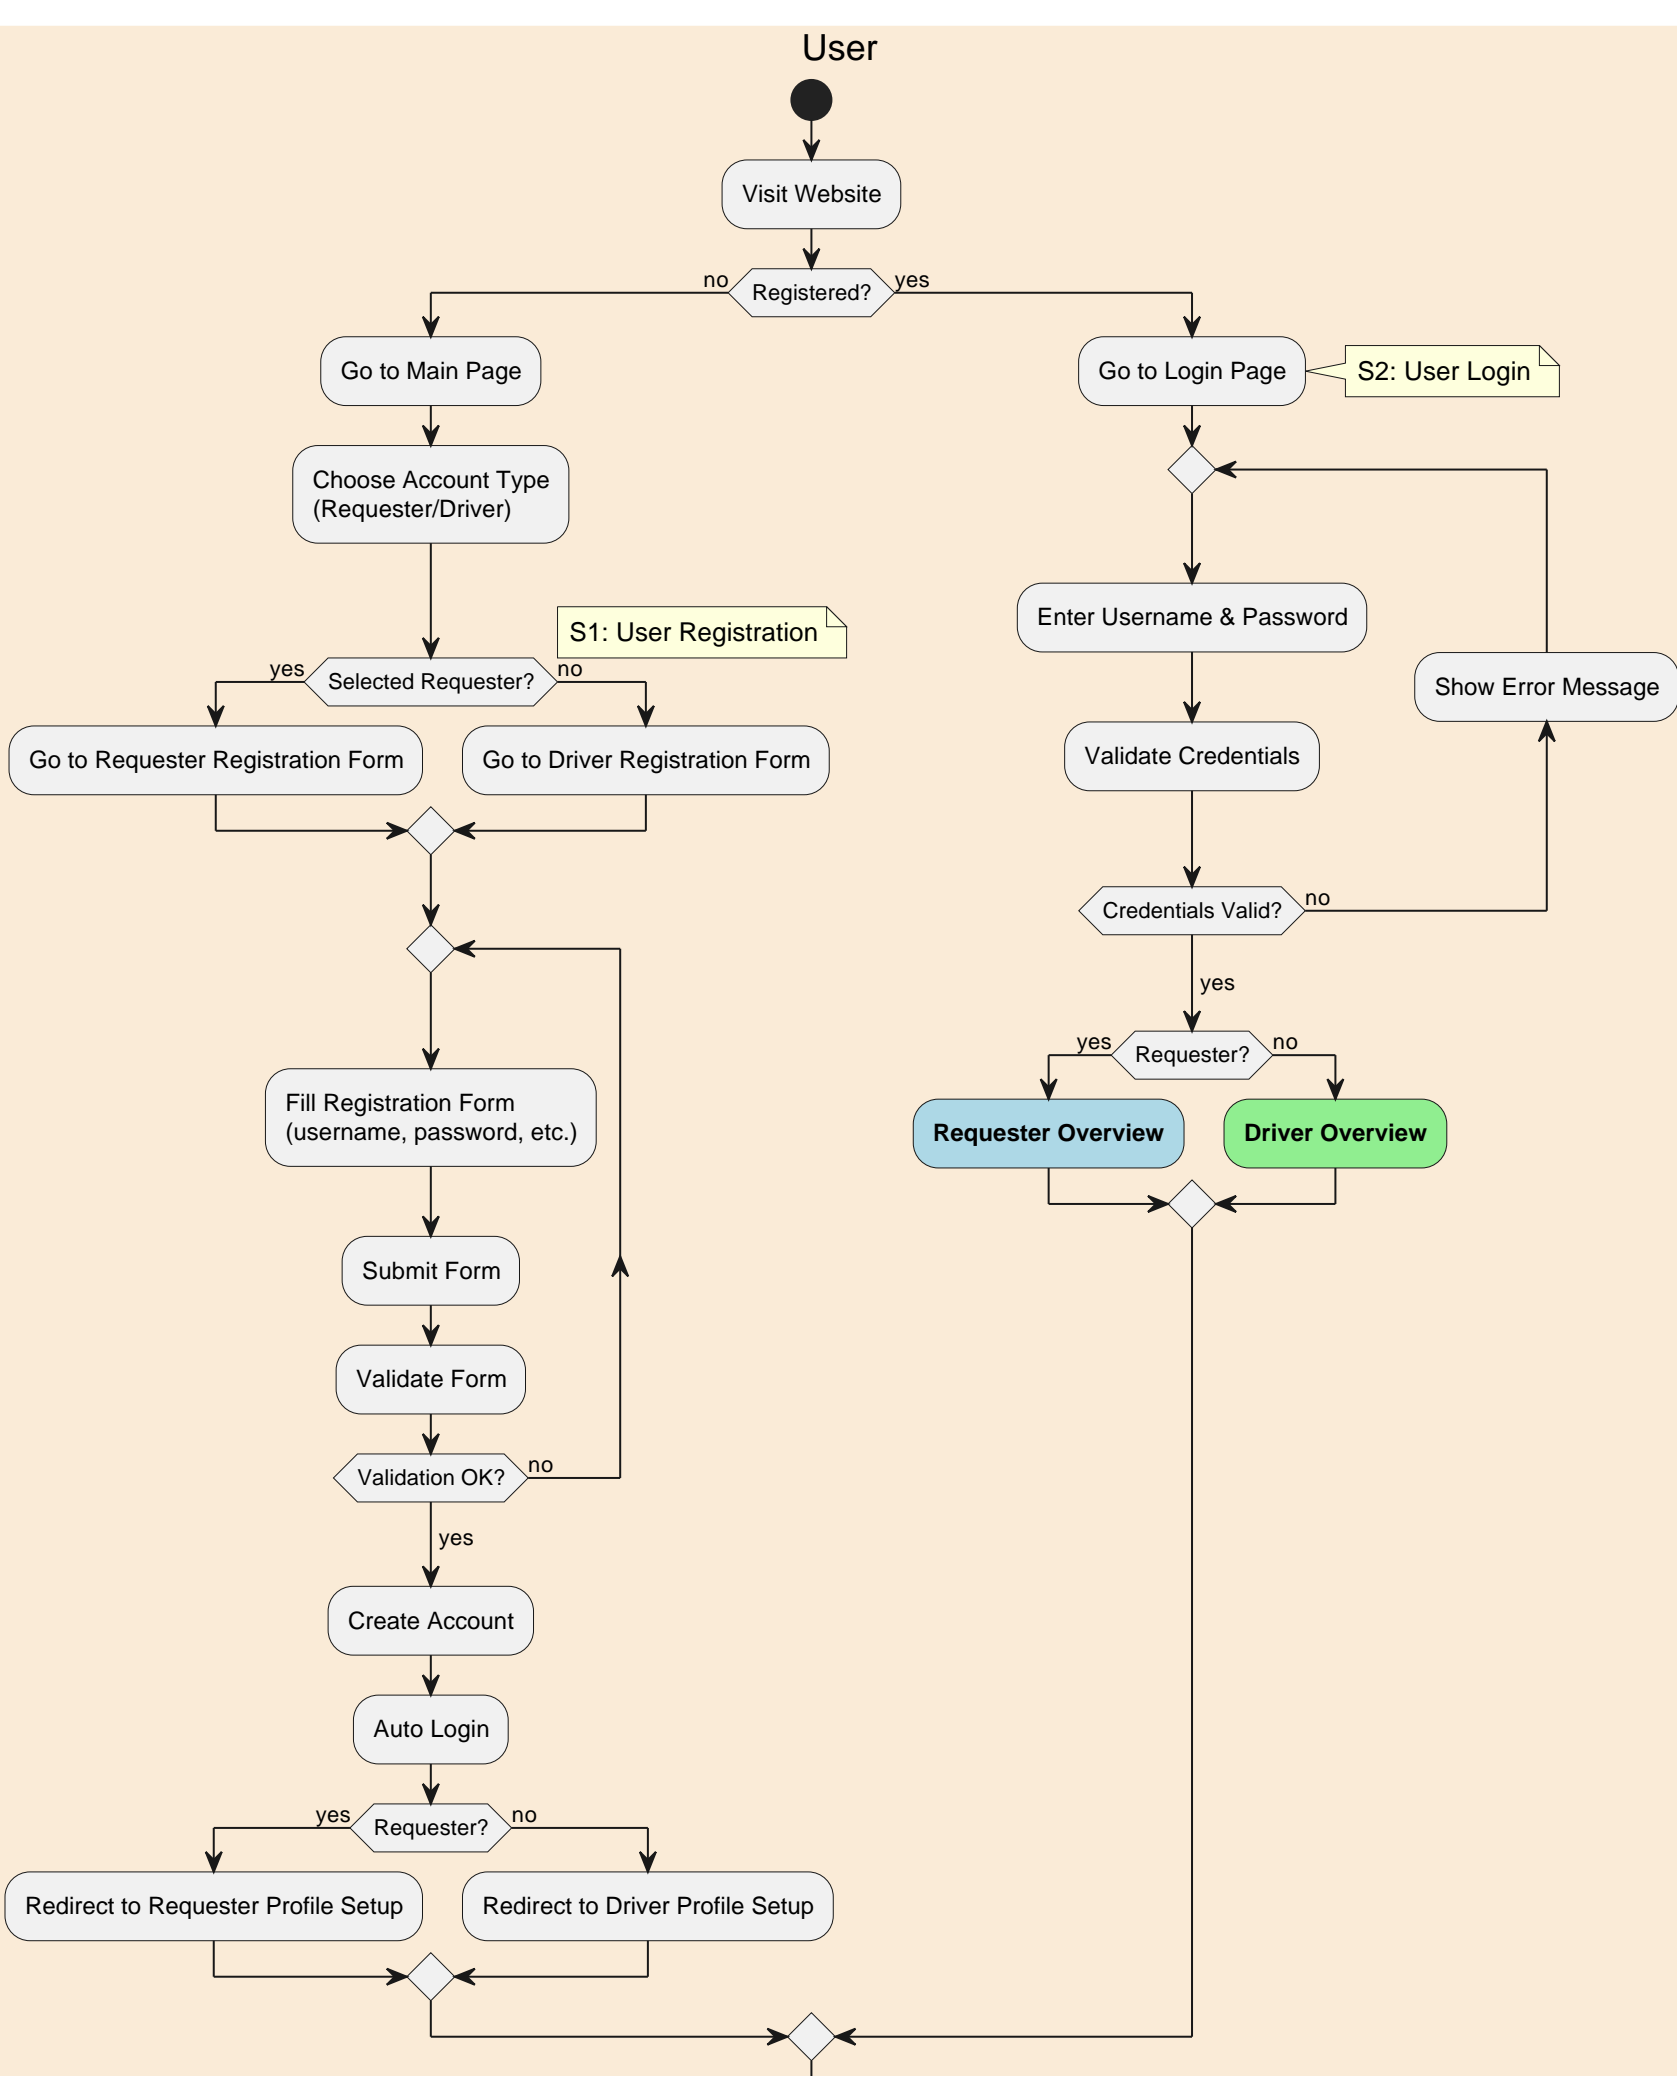 User
Visit Website
no
Registered?
yes
Go to Main Page
Go to Login Page
S2: User Login
Choose Account Type
(Requester/Driver)
S1: User Registration
Enter Username & Password
yes
Selected Requester?
no
Show Error Message
Go to Requester Registration Form
Go to Driver Registration Form
Validate Credentials
Credentials Valid?
no
yes
yes
Requester?
no
Fill Registration Form
(username, password, etc.)
Requester Overview
Driver Overview
Submit Form
Validate Form
Validation OK?
no
yes
Create Account
Auto Login
yes
Requester?
no
Redirect to Requester Profile Setup
Redirect to Driver Profile Setup